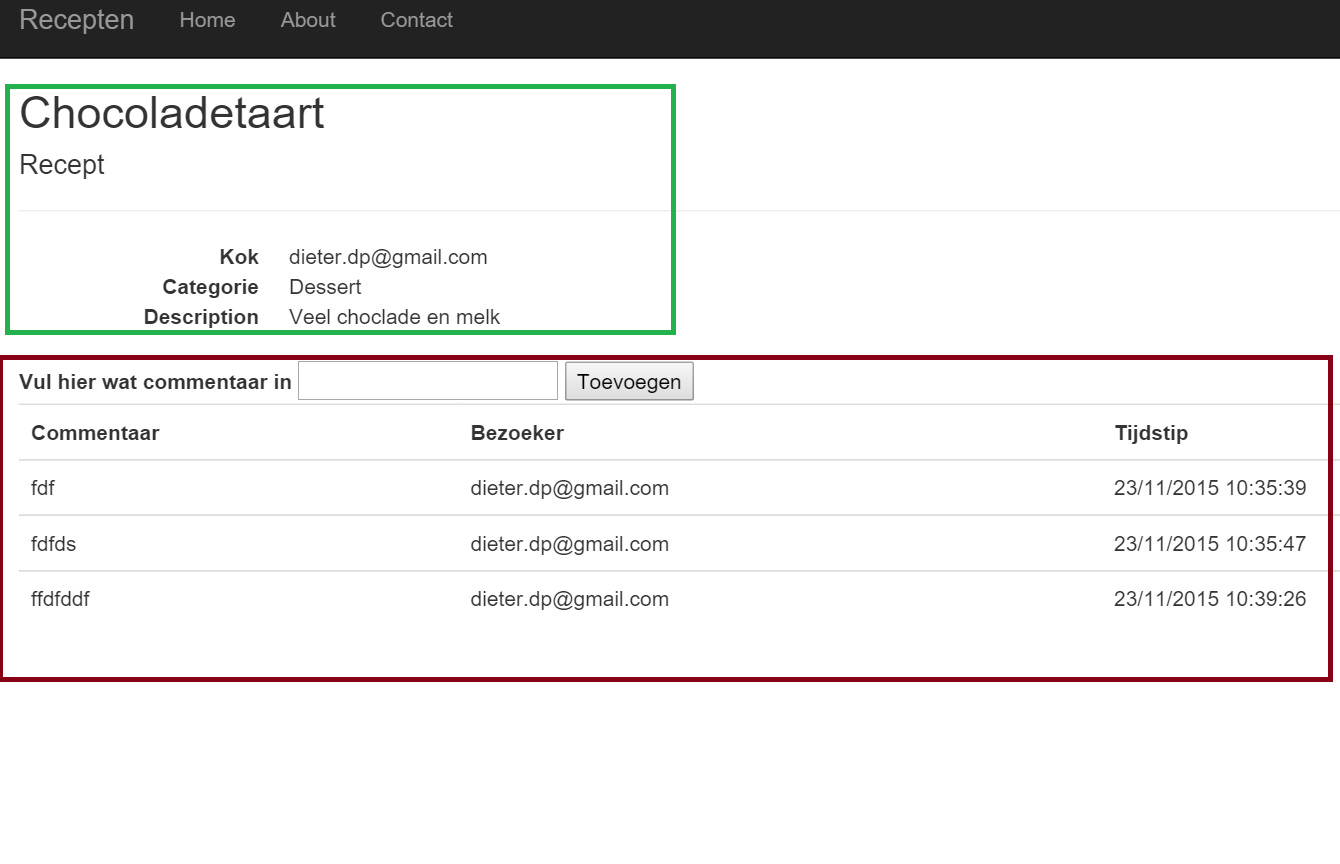 Recepten Home About Contact
Chocoladetaart
Recept
Kok dieter.dp@gmail.com
Categorie Dessert
Description Veel choclade en melk
Vul hier wat commentaar in Toevoegen
Commentaar Bezoeker Tijdstip
fdf dieter.dp@gmail.com 23/11/2015 10:35:39
fdfds dieter.dp@gmail.com 23/11/2015 10:35:47
ffdfddf dieter.dp@gmail.com 23/11/2015 10:39:26